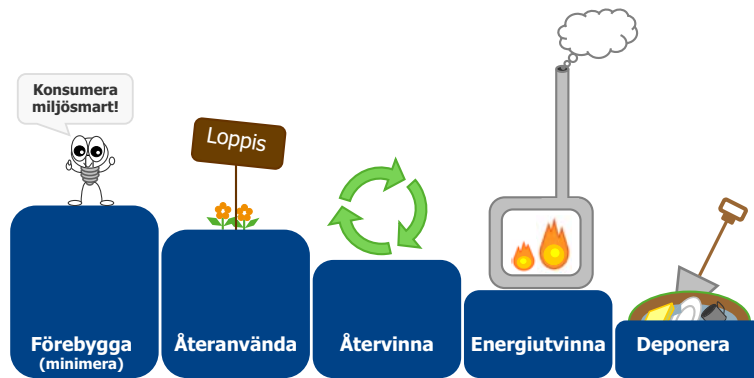 Konsumera
miljösmart!
Loppis
Förebygga
(minimera)
Återanvända
Återvinna
Energiutvinna
Deponera